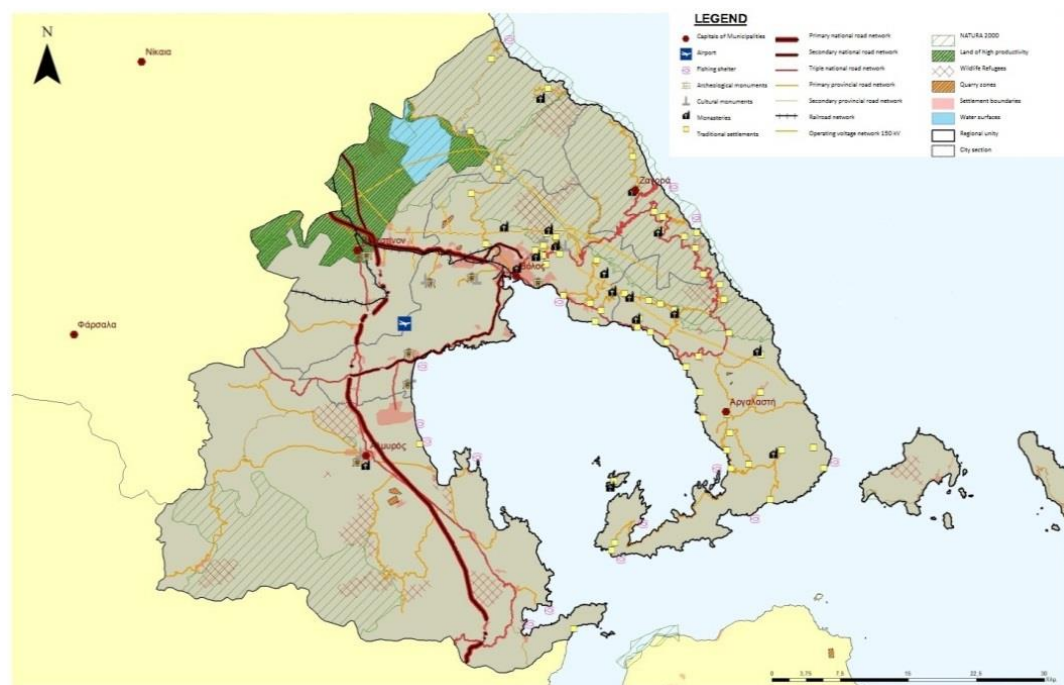 N
LEGEND
Capitals of Municipalities
Airport
Fishing shelter
Archeological monuments
Cultural monuments
Monasteries
Traditional settlements
Primary national road network
Secondary national road network
Triple national road network
Primary provincial road network
Secondary provincial road network
Railroad network
Operating voltage network 150 kV
NATURA 2000
Land of high productivity
Wildlife Refugees
Quarry zones
Settlement boundaries
Water surfaces
Regional unity
City section
Νίκαια
Ζαγορά
Βόλος
Φάρσαλα
Αργαλαστή
Αλμυρός
0 3,75 7,5 15 22,5 30